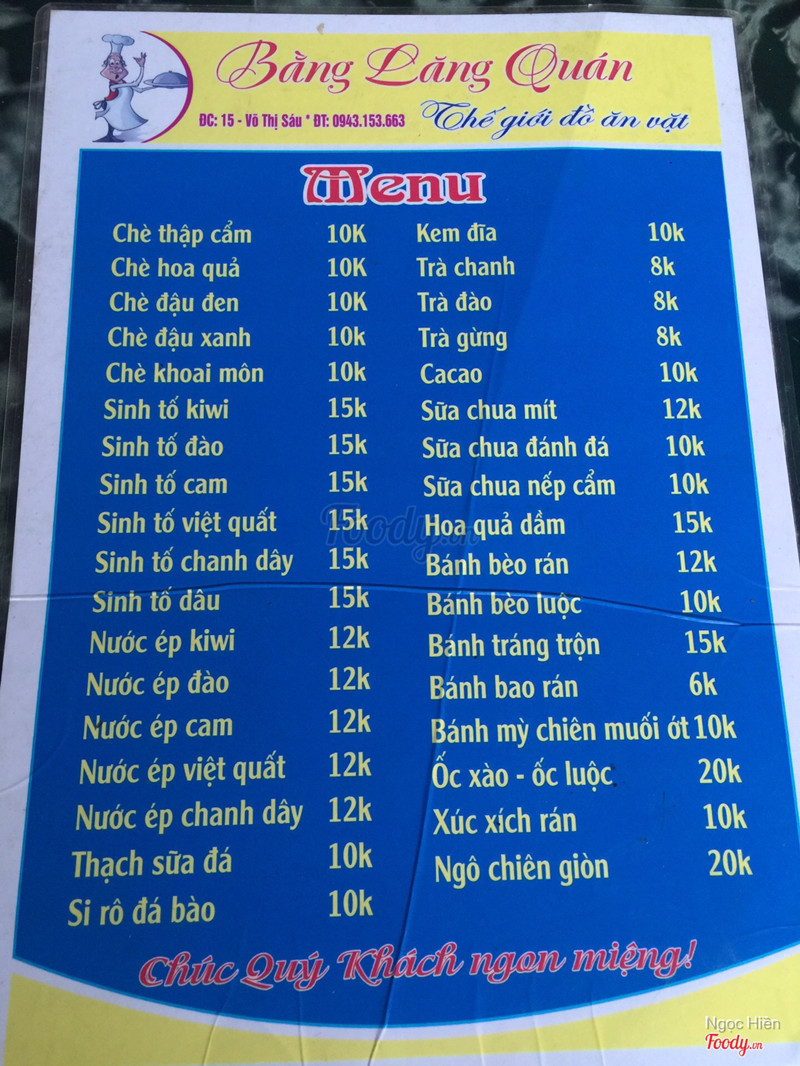 Bằng Lăng Quán
ĐC: 15 - Võ Thị Sáu * ĐT: 0943.153.663
Thế giới đồ ăn vặt
Menu
Chè thập cẩm 10K
Chè hoa quả 10K
Chè đậu đen 10K
Chè đậu xanh 10k
Chè khoai môn 10k
Sinh tố kiwi 15k
Sinh tố đào 15k
Sinh tố cam 15k
Sinh tố việt quất 15k
Sinh tố chanh dây 15k
Sinh tố dâu 15k
Nước ép kiwi 12k
Nước ép đào 12k
Nước ép cam 12k
Nước ép việt quất 12k
Nước ép chanh dây 12k
Thạch sữa đá 10k
Si rô đá bào 10k
Kem đĩa 10k
Trà chanh 8k
Trà đào 8k
Trà gừng 8k
Cacao 10k
Sữa chua mít 12k
Sữa chua đánh đá 10k
Sữa chua nếp cẩm 10k
Hoa quả dầm 15k
Bánh bèo rán 12k
Bánh bèo luộc 10k
Bánh tráng trộn 15k
Bánh bao rán 6k
Bánh mỳ chiên muối ớt 10k
Ốc xào - ốc luộc 20k
Xúc xích rán 10k
Ngô chiên giòn 20k
Chúc Quý Khách ngon miệng!
Foody.vn
Ngọc Hiền
Foody.vn